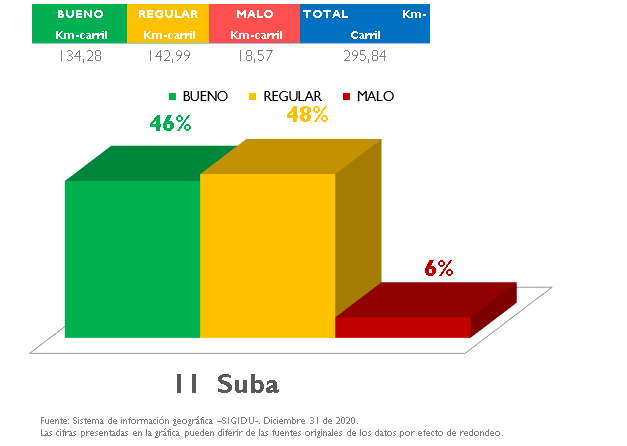 BUENO REGULAR MALO TOTAL Km-
Km-carril Km-carril Km-carril Carril
134,28 142,99 18,57 295,84
BUENO REGULAR MALO
46% 48%
6%
11 Suba
Fuente: Sistema de información geográfica –SIGIDU-. Diciembre 31 de 2020.
Las cifras presentadas en la gráfica pueden diferir de las fuentes originales de los datos por efecto de redondeo.